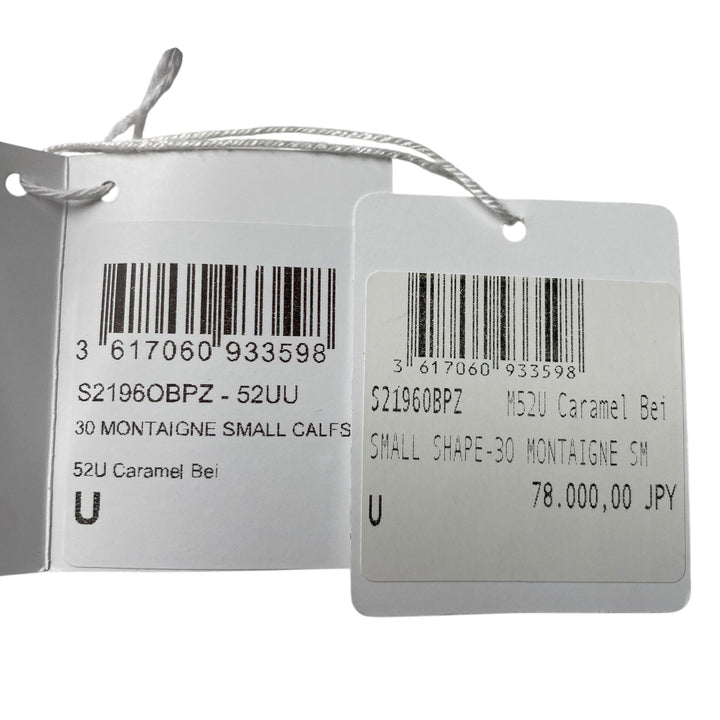 3 617060 933598
S2196OBPZ - 52UU
30 MONTAIGNE SMALL CALFS
52U Caramel Bei
U
3 617060 933598
S2196OBPZ M52U Caramel Bei
SMALL SHAPE-30 MONTAIGNE SM
78.000,00 JPY
U